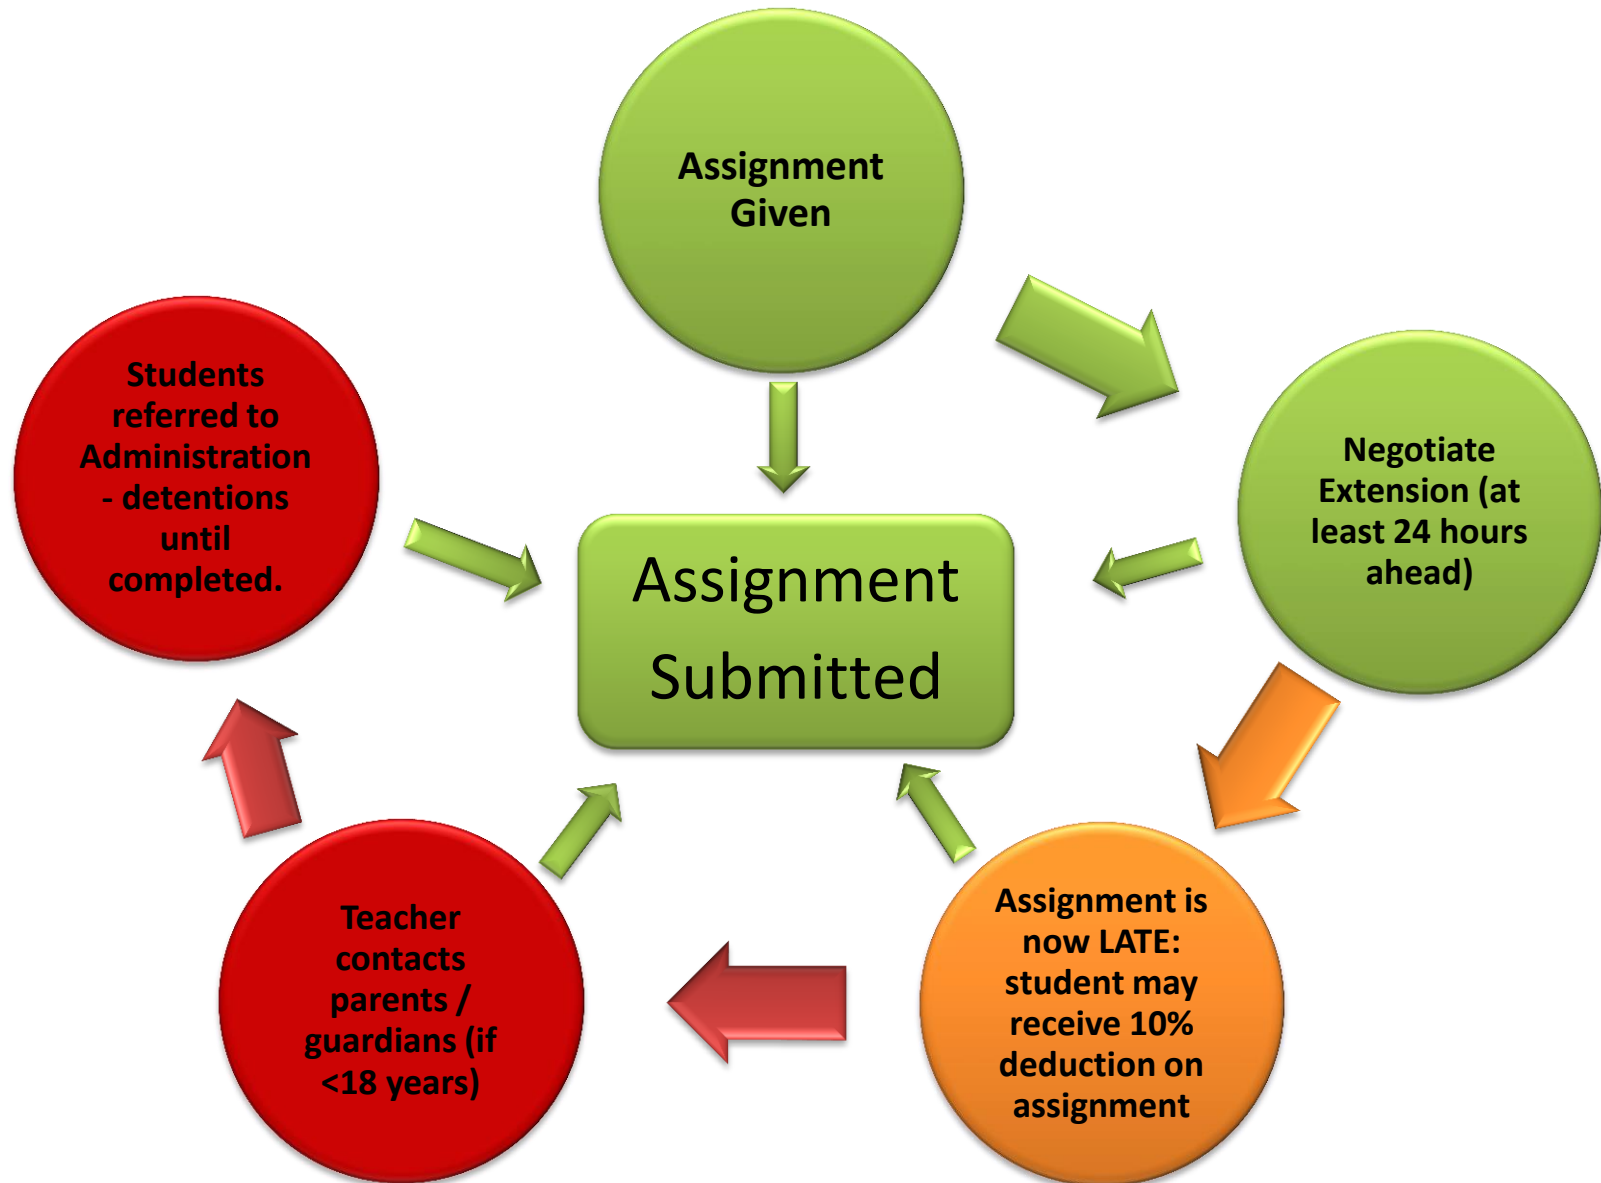 Assignment
Given
Negotiate
Extension (at
least 24 hours
ahead)
Assignment is
now LATE:
student may
receive 10%
deduction on
assignment
Teacher
contacts
parents /
guardians (if
<18 years)
Students
referred to
Administration
- detentions
until
completed.
Assignment
Submitted